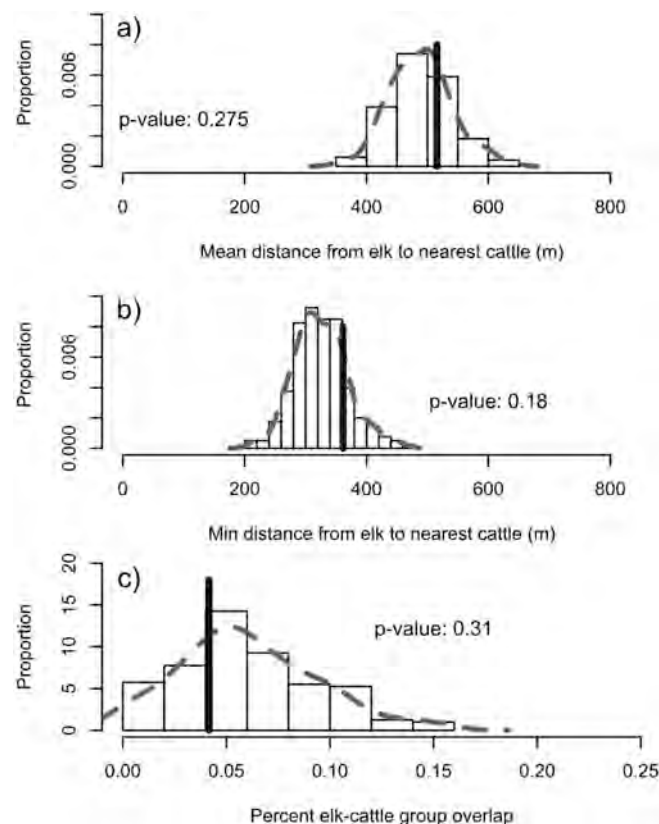 a)
Proportion
0.006
0.000
p-value: 0.275
0 200 400 600 800
Mean distance from elk to nearest cattle (m)
b)
Proportion
0.006
0.000
p-value: 0.18
0 200 400 600 800
Min distance from elk to nearest cattle (m)
c)
Proportion
20
15
10
5
0
p-value: 0.31
0.00 0.05 0.10 0.15 0.20 0.25
Percent elk-cattle group overlap